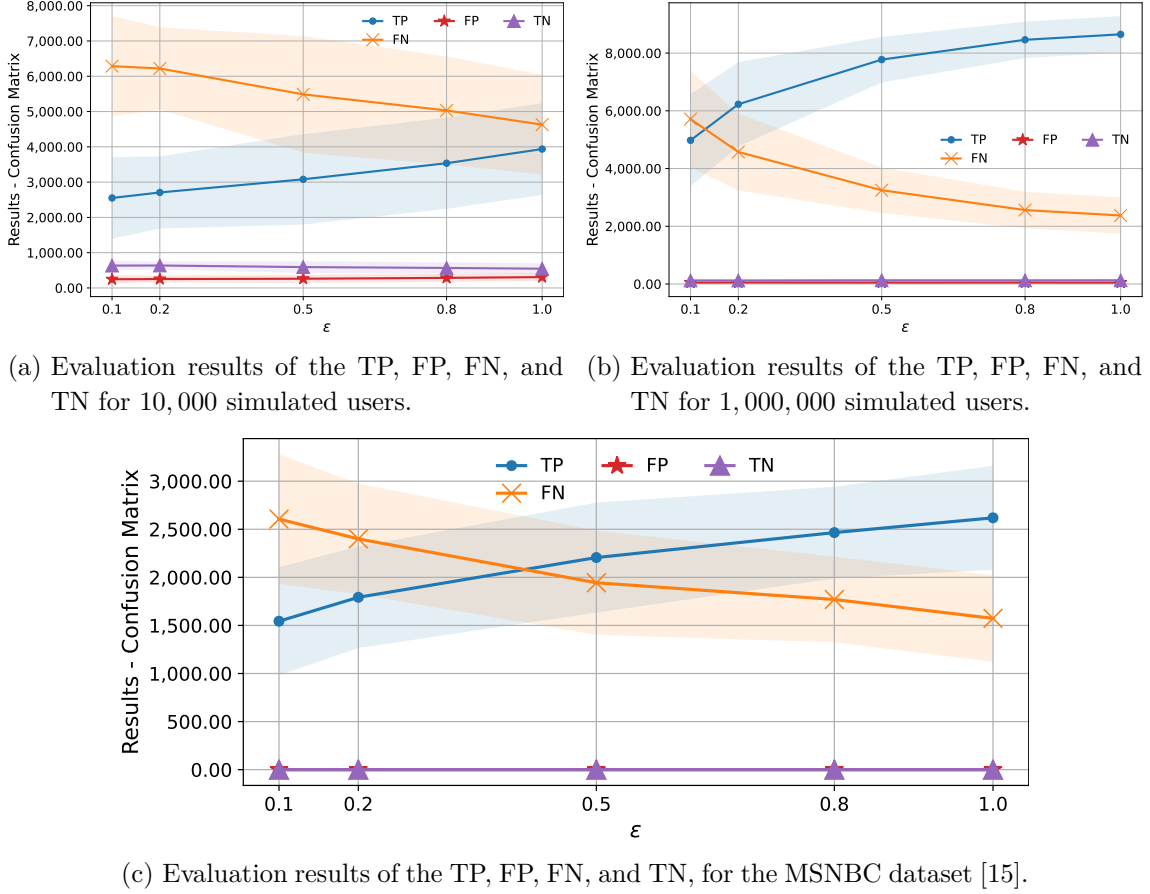 8,000.00
7,000.00
6,000.00
5,000.00
4,000.00
3,000.00
2,000.00
1,000.00
0.00
Results - Confusion Matrix
TP FP TN
FN
0.1 0.2 0.5 0.8 1.0
ε
8,000.00
6,000.00
4,000.00
2,000.00
0.00
Results - Confusion Matrix
TP FP TN
FN
0.1 0.2 0.5 0.8 1.0
ε
(a) Evaluation results of the TP, FP, FN, and
TN for 10,000 simulated users.
(b) Evaluation results of the TP, FP, FN, and
TN for 1,000,000 simulated users.
3,000.00
2,500.00
2,000.00
1,500.00
1,000.00
500.00
0.00
Results - Confusion Matrix
TP FP TN
FN
0.1 0.2 0.5 0.8 1.0
ε
(c) Evaluation results of the TP, FP, FN, and TN, for the MSNBC dataset [15].